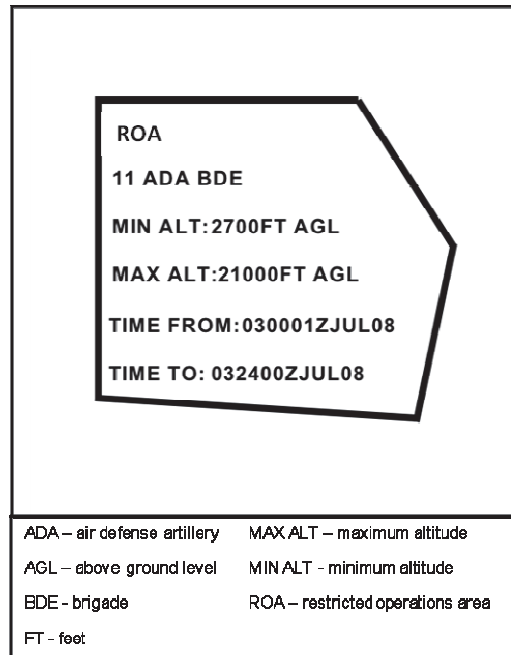 ROA
11 ADA BDE
MIN ALT:2700FT AGL
MAX ALT:21000FT AGL
TIME FROM:030001ZJUL08
TIME TO: 032400ZJUL08
ADA – air defense artillery
AGL – above ground level
BDE - brigade
FT - feet
MAX ALT – maximum altitude
MIN ALT - minimum altitude
ROA – restricted operations area